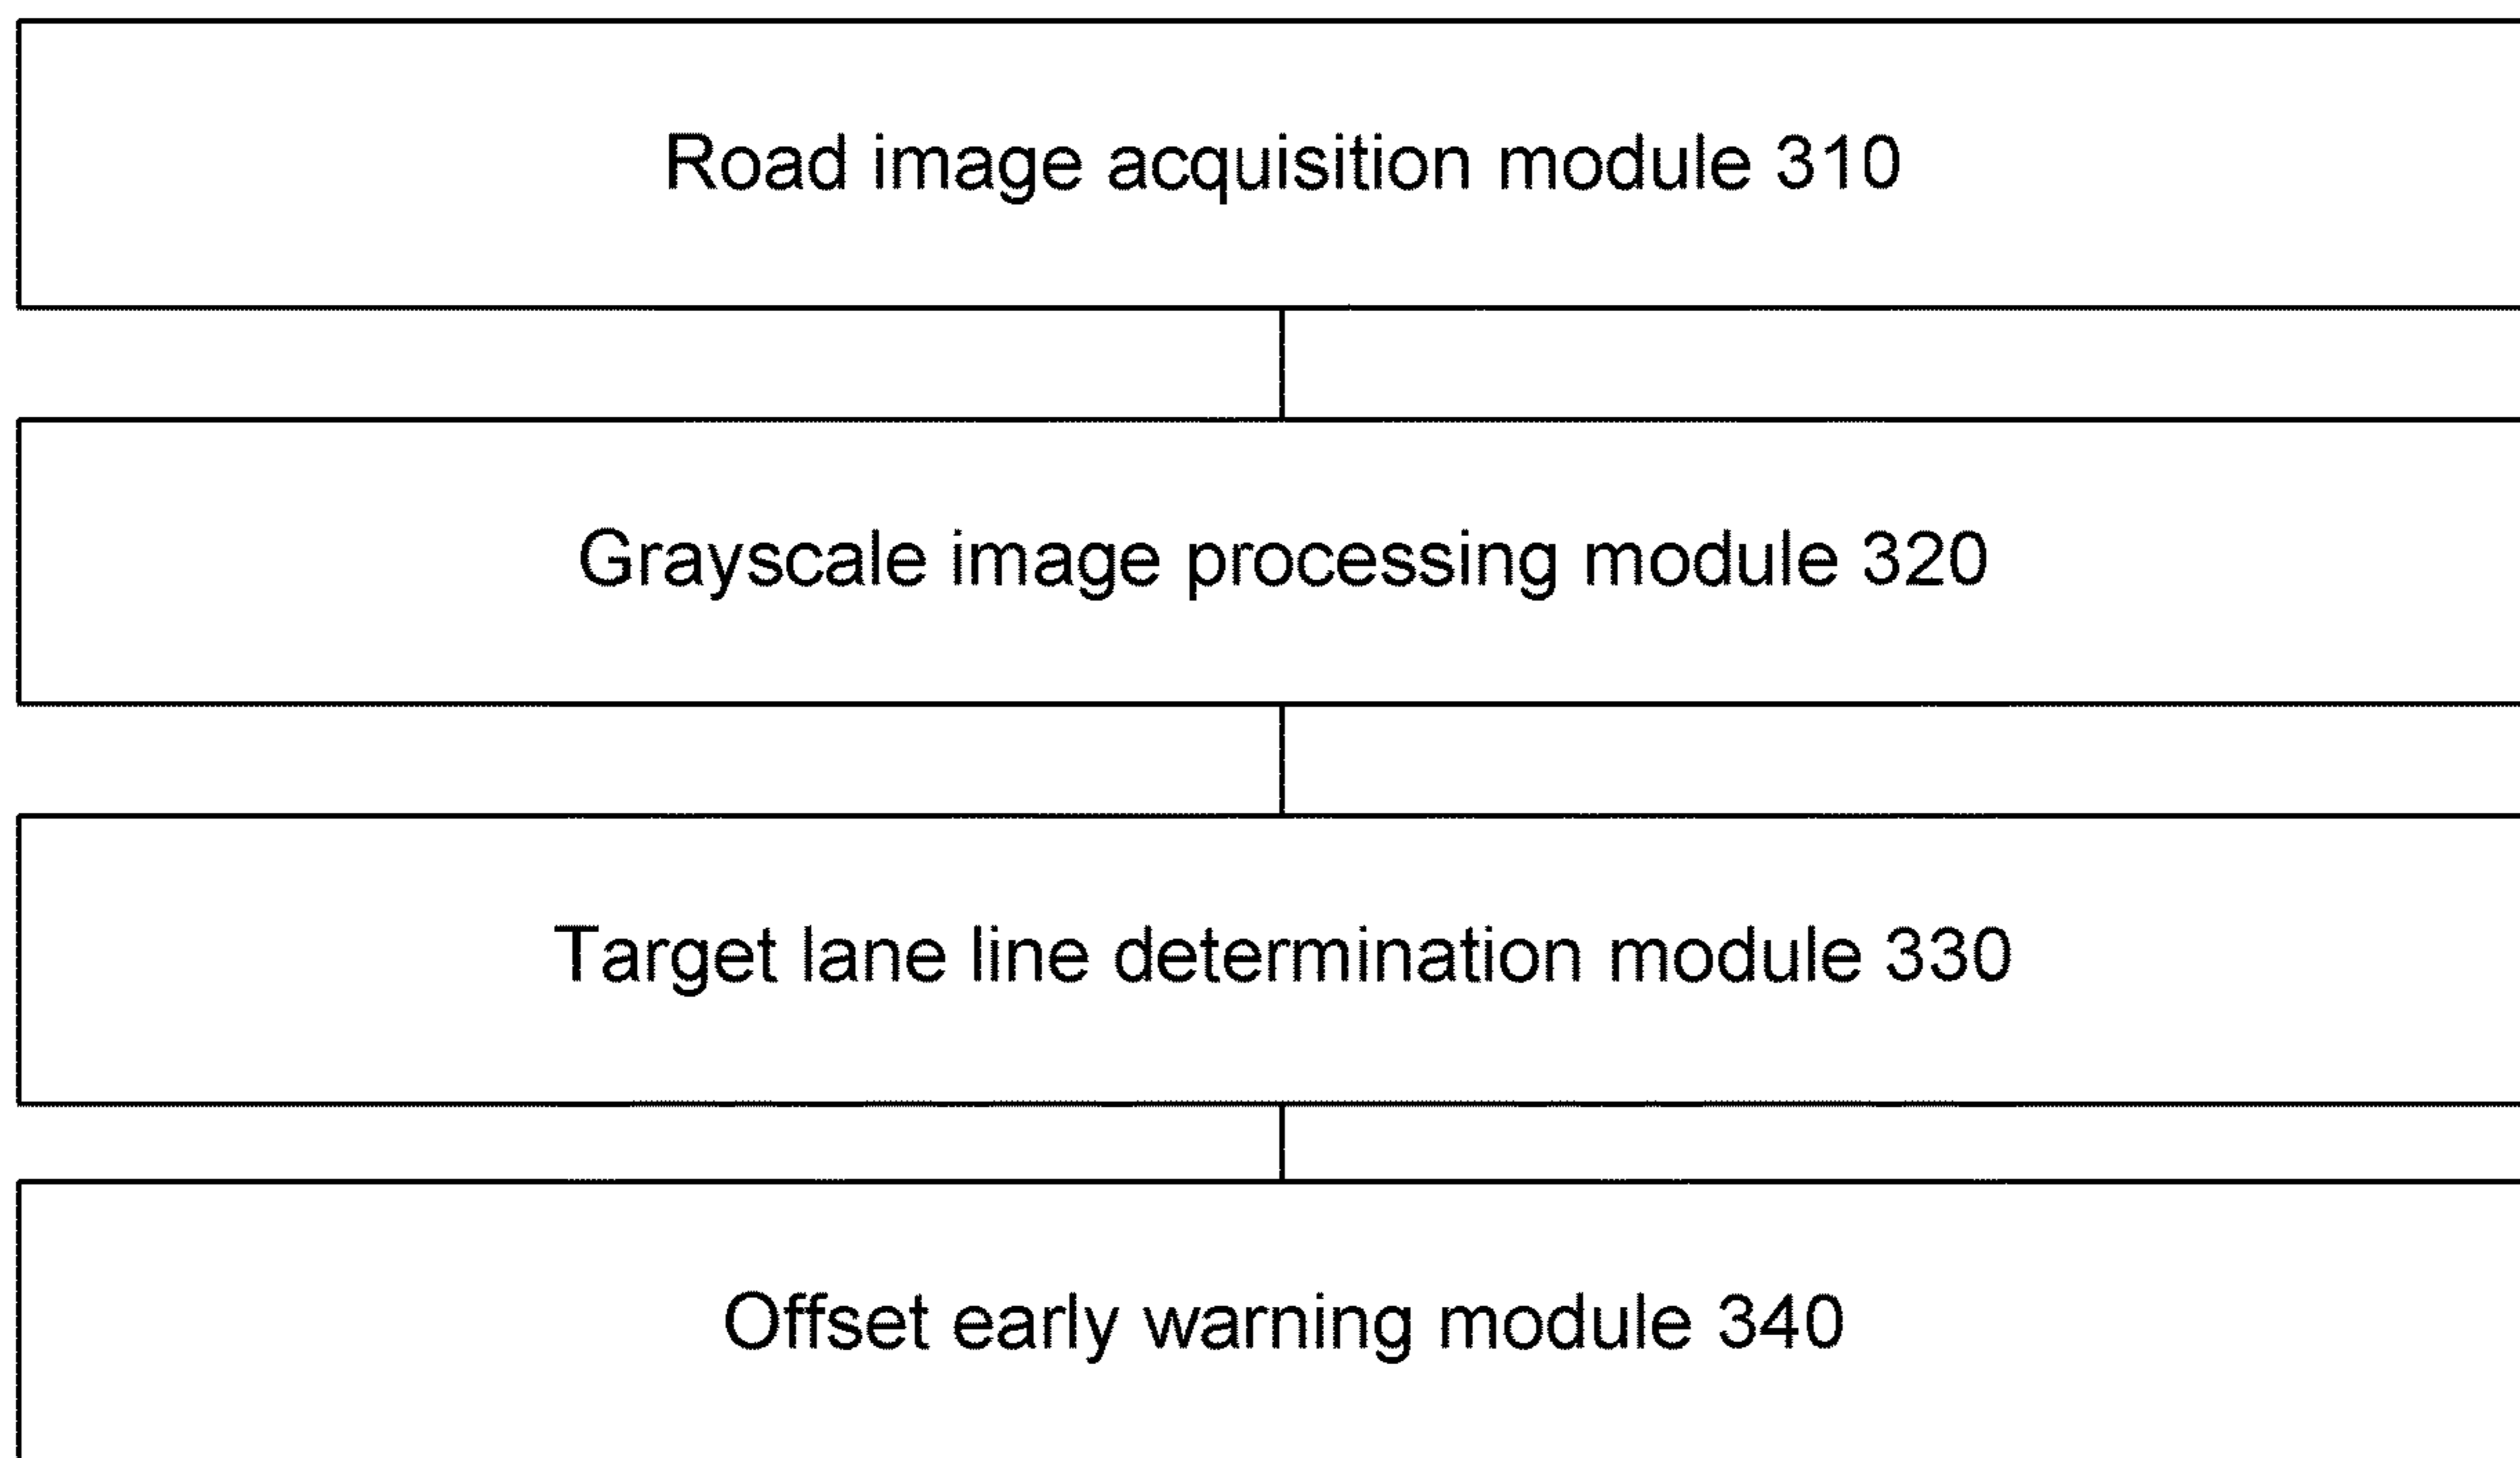 Road image acquisition module 310
Grayscale image processing module 320
Target lane line determination module 330
Offset early warning module 340